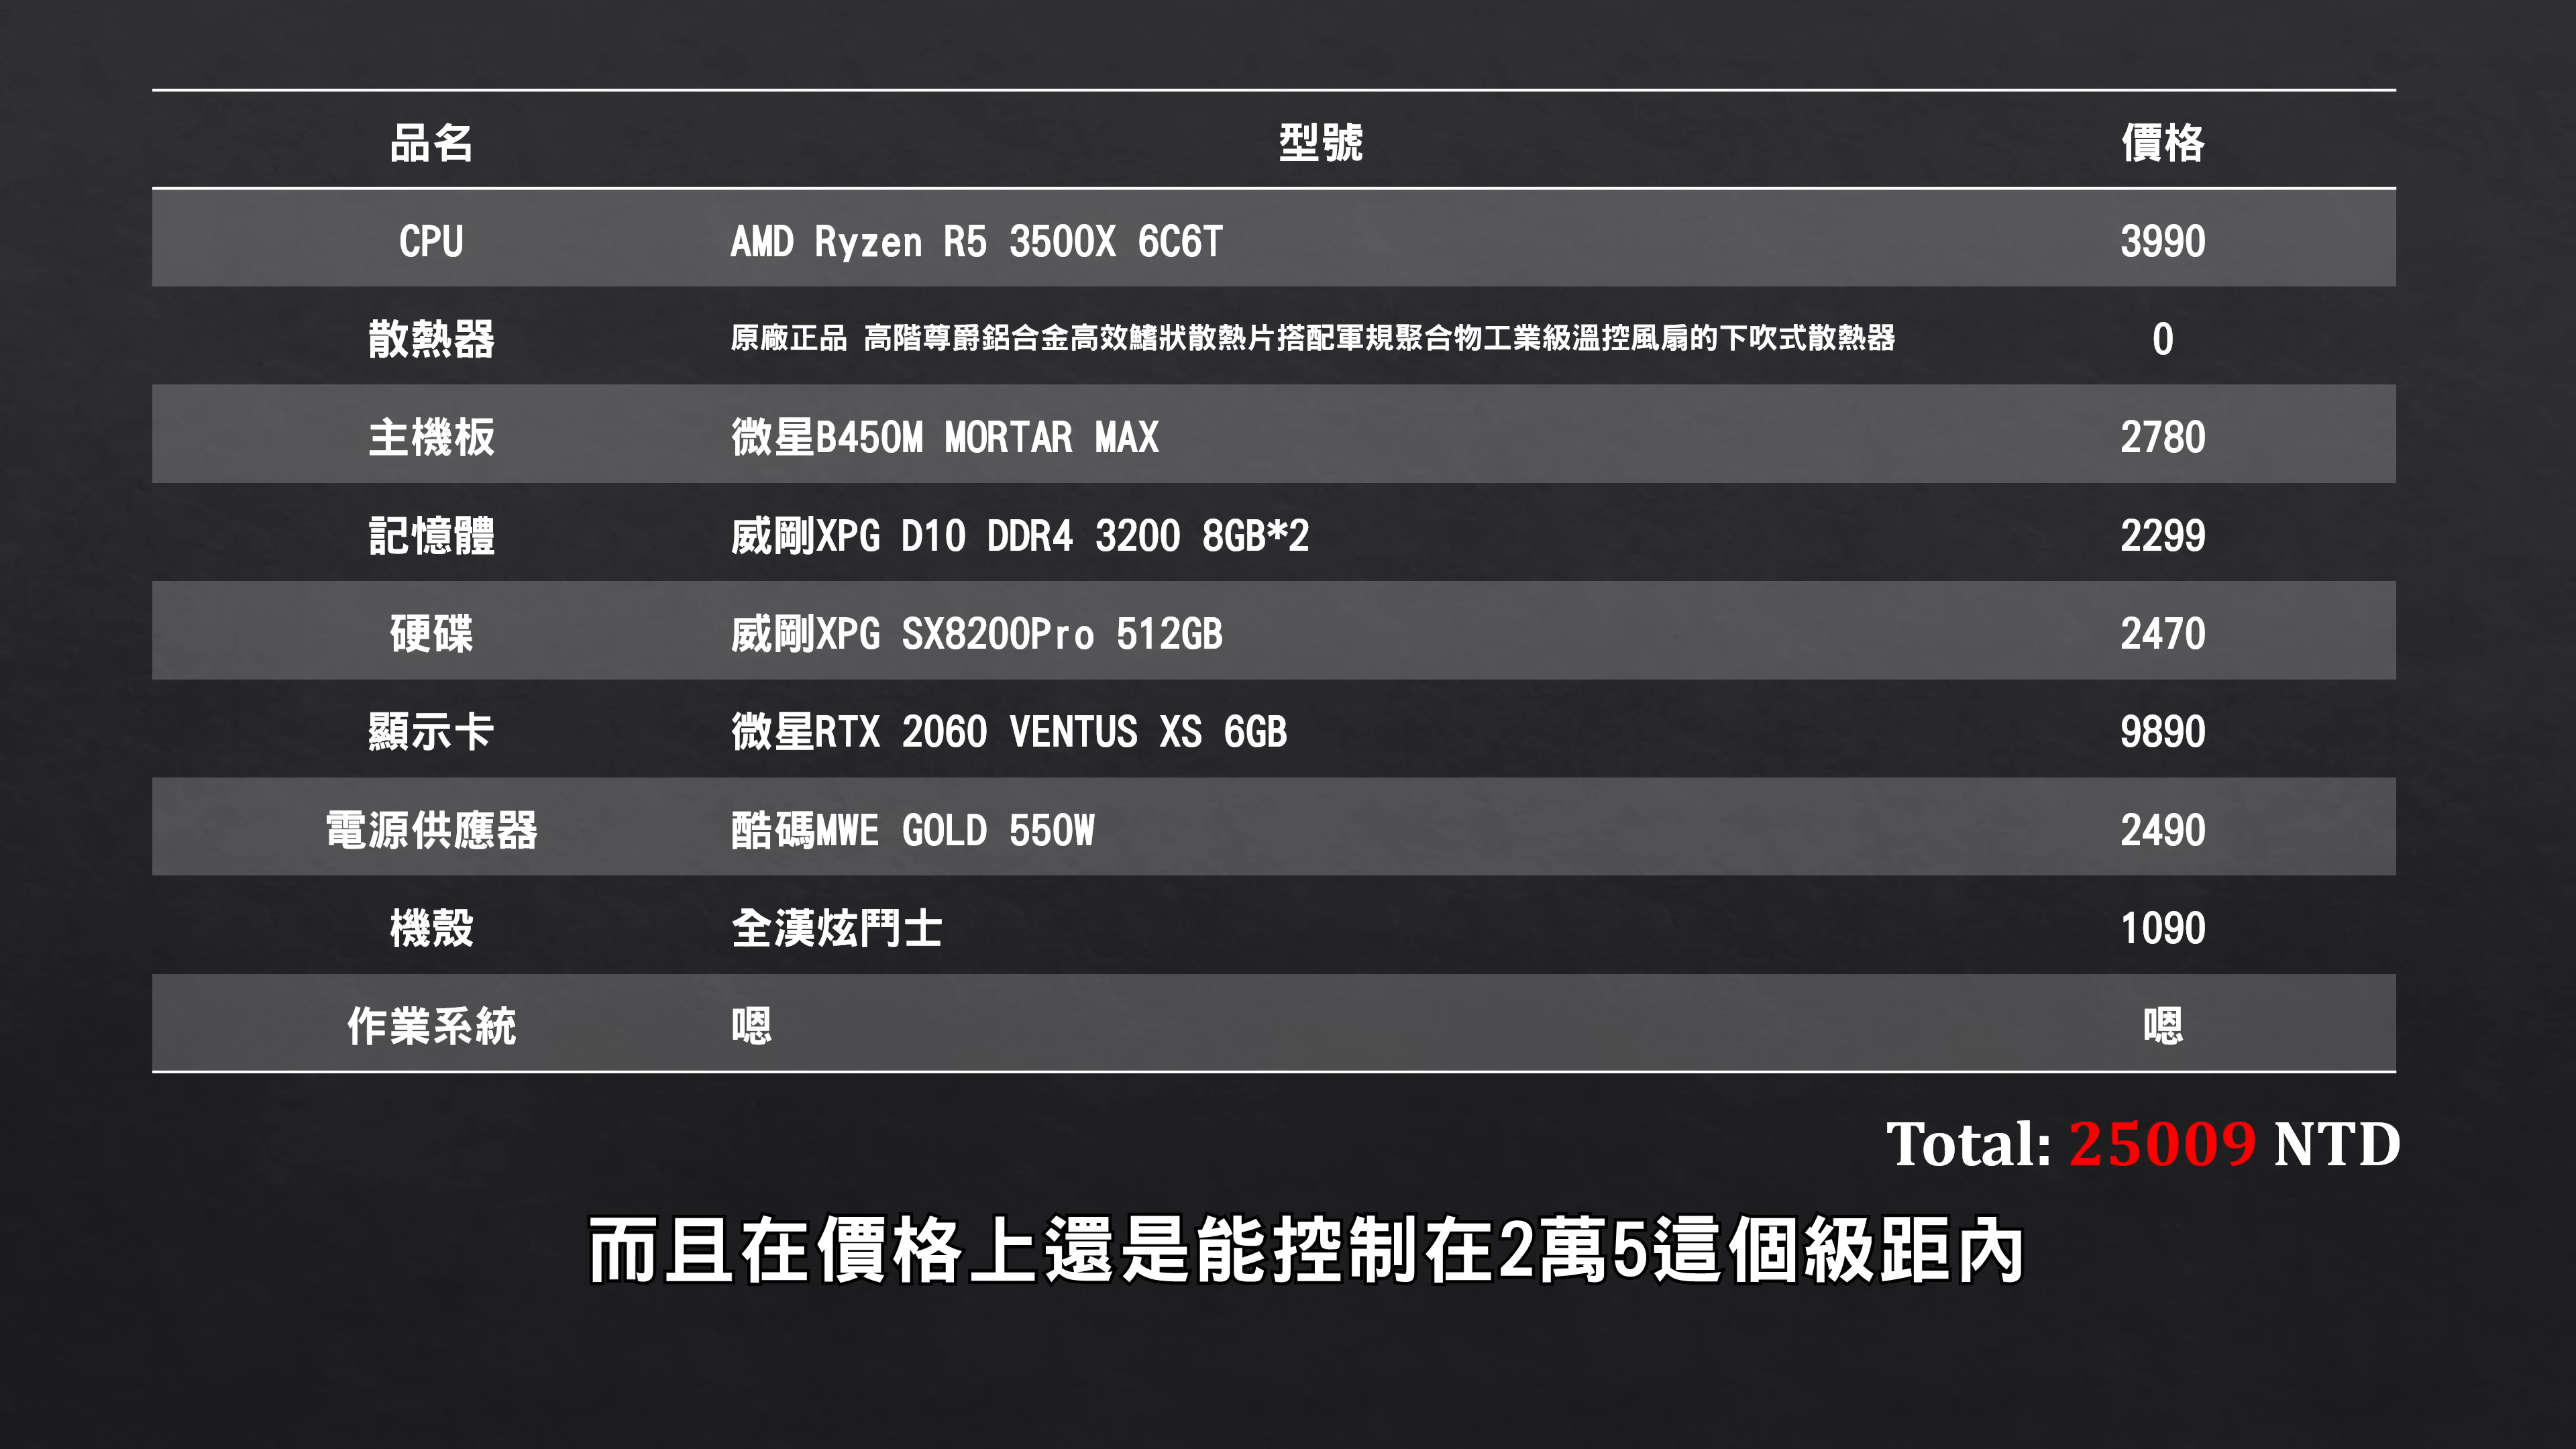 品名 型號 價格
CPU AMD Ryzen R5 3500X 6C6T 3990
散熱器 原廠正品 高階尊爵鋁合金高效鰭狀散熱片搭配軍規聚合物工業級溫控風扇的下吹式散熱器 0
主機板 微星B450M MORTAR MAX 2780
記憶體 威剛XPG D10 DDR4 3200 8GB*2 2299
硬碟 威剛XPG SX8200Pro 512GB 2470
顯示卡 微星RTX 2060 VENTUS XS 6GB 9890
電源供應器 酷碼MWE GOLD 550W 2490
機殼 全漢炫鬥士 1090
作業系統 嗯 嗯
Total: 25009 NTD
而且在價格上還是能控制在2萬5這個級距內